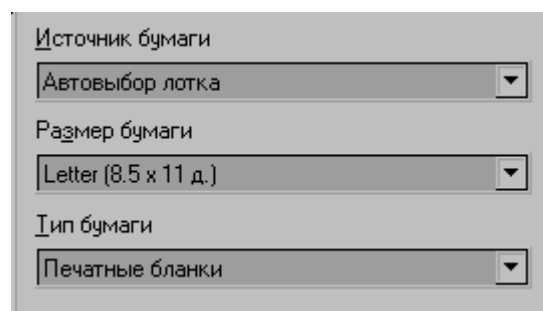 Источник бумаги
Автовыбор лотка
Размер бумаги
Letter (8.5 x 11 д.)
Тип бумаги
Печатные бланки